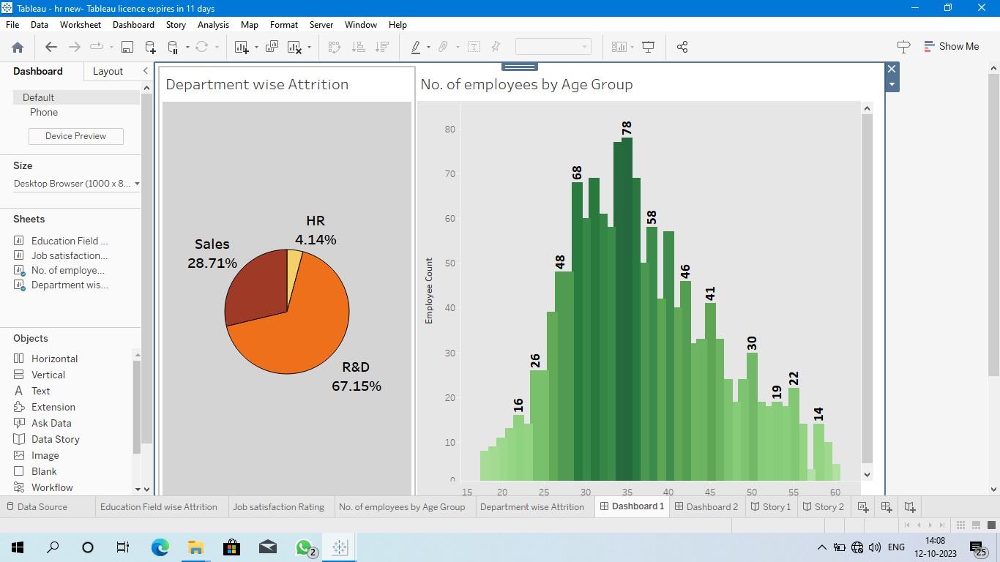 Tableau - hr new- Tableau licence expires in 11 days
File Data Worksheet Dashboard Story Analysis Map Format Server Window Help
Show Me
Dashboard Layout
Default
Phone
Device Preview
Size
Desktop Browser (1000 x 8...
Sheets
Education Field ...
Job satisfaction...
No. of employe...
Department wis...
Objects
Horizontal
Vertical
Text
Extension
Ask Data
Data Story
Image
Blank
Workflow
Department wise Attrition
HR
4.14%
Sales
28.71%
R&D
67.15%
No. of employees by Age Group
Employee Count
80
70
60
50
40
30
20
10
0
16
26
48
68
78
58
46
41
30
19
22
14
15 20 25 30 35 40 45 50 55 60
Data Source Education Field wise Attrition Job satisfaction Rating No. of employees by Age Group Department wise Attrition Dashboard 1 Dashboard 2 Story 1 Story 2
2
ENG
14:08
12-10-2023
25